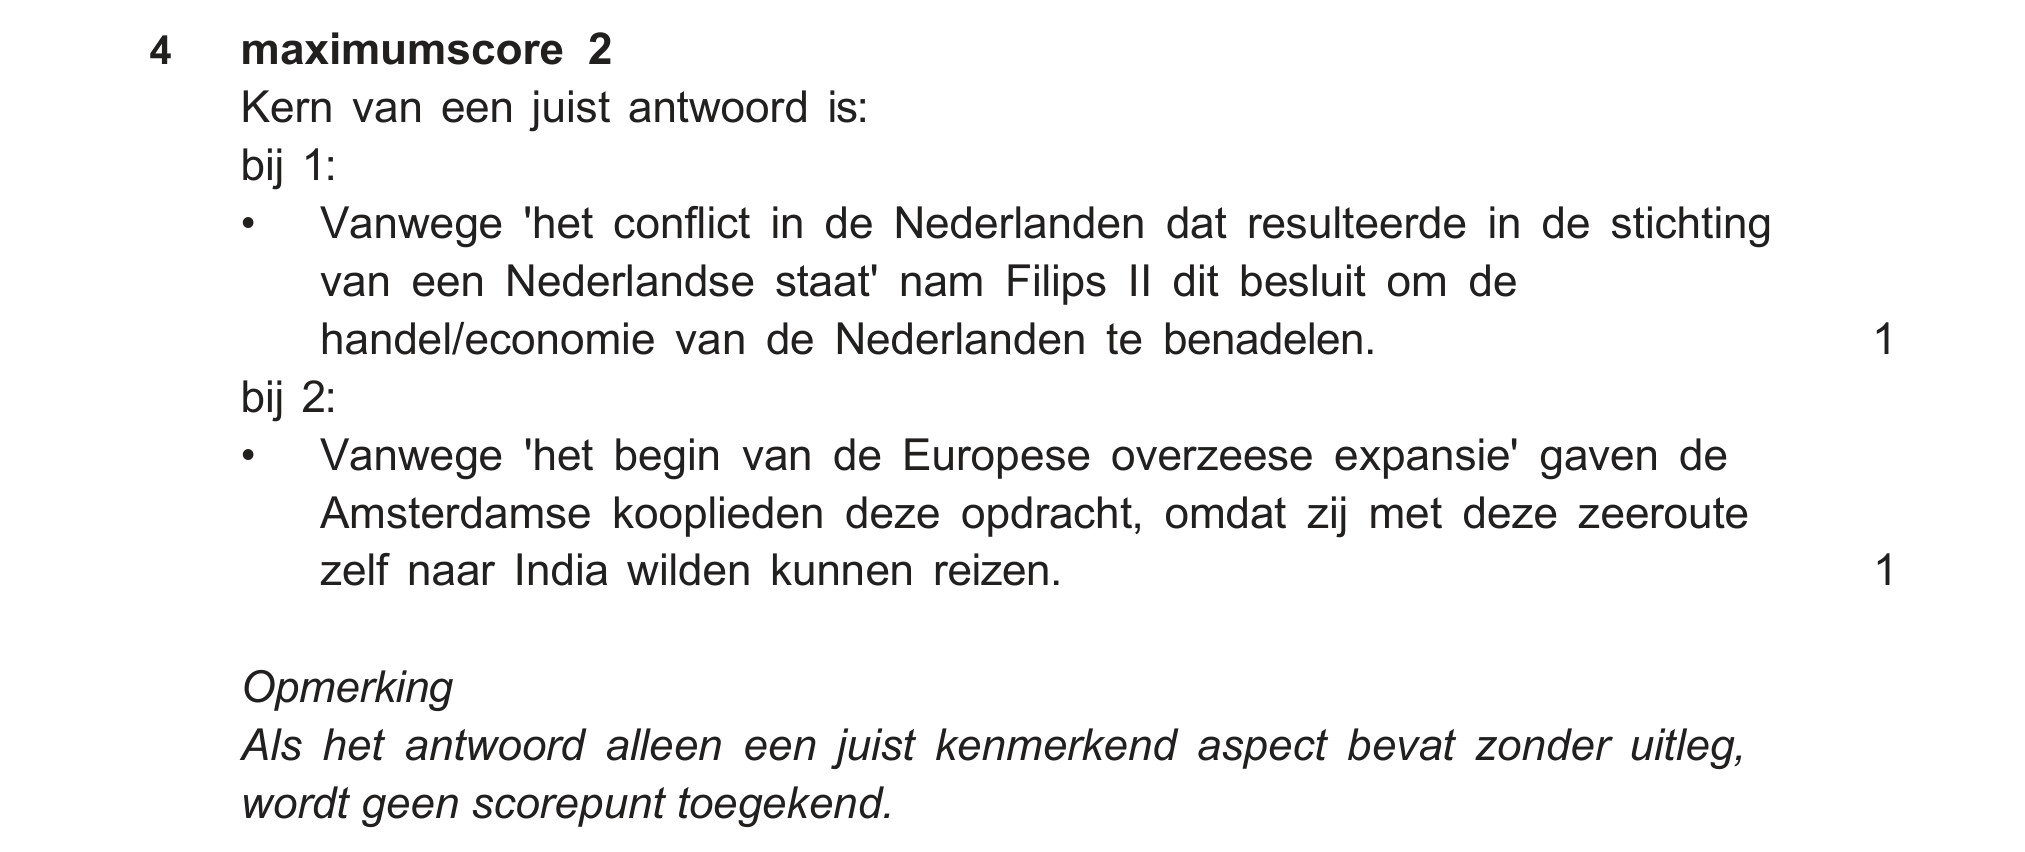 4 maximumscore 2
Kern van een juist antwoord is:
bij 1:
• Vanwege 'het conflict in de Nederlanden dat resulteerde in de stichting
van een Nederlandse staat' nam Filips II dit besluit om de
handel/economie van de Nederlanden te benadelen. 1
bij 2:
• Vanwege 'het begin van de Europese overzeese expansie' gaven de
Amsterdamse kooplieden deze opdracht, omdat zij met deze zeeroute
zelf naar India wilden kunnen reizen. 1
Opmerking
Als het antwoord alleen een juist kenmerkend aspect bevat zonder uitleg,
wordt geen scorepunt toegekend.